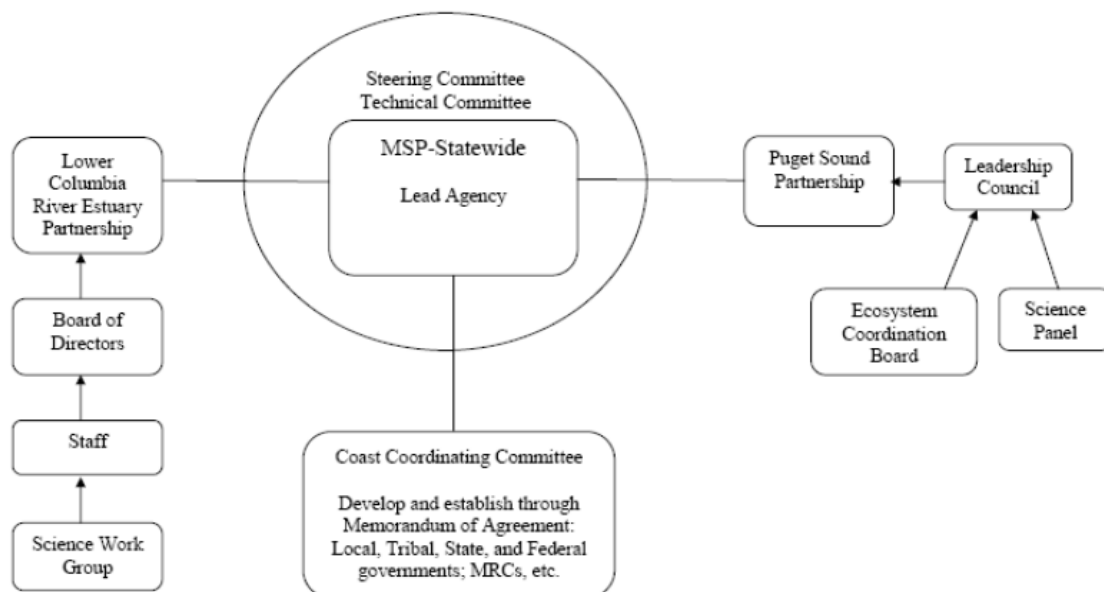 Steering Committee
Technical Committee
MSP-Statewide
Lead Agency
Lower
Columbia
River Estuary
Partnership
Board of
Directors
Staff
Science Work
Group
Coast Coordinating Committee
Develop and establish through
Memorandum of Agreement:
Local, Tribal, State, and Federal
governments; MRCs, etc.
Puget Sound
Partnership
Leadership
Council
Ecosystem
Coordination
Board
Science
Panel